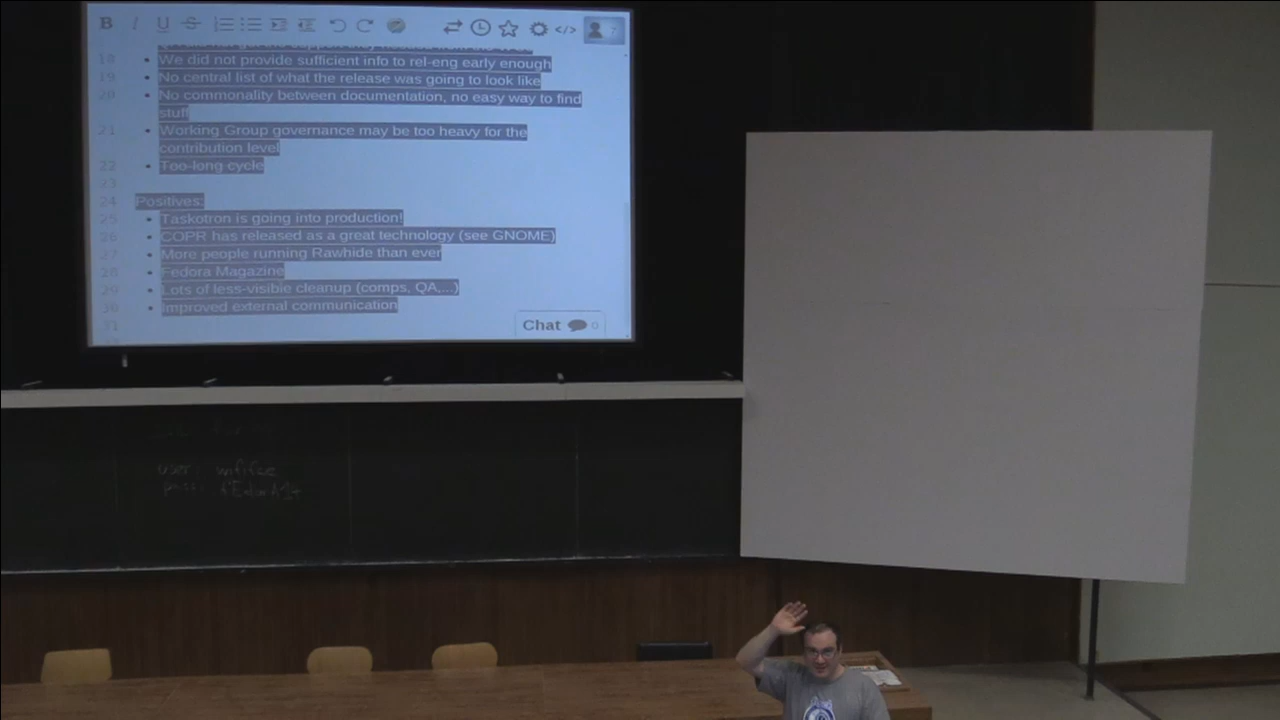 18 • We did not provide sufficient info to rel-eng early enough
19 • No central list of what the release was going to look like
20 • No commonality between documentation, no easy way to find
stuff
21 • Working Group governance may be too heavy for the
contribution level
22 • Too-long cycle
23
24 Positives:
25 • Taskotron is going into production!
26 • COPR has released as a great technology (see GNOME)
27 • More people running Rawhide than ever
28 • Fedora Magazine
29 • Lots of less-visible cleanup (comps, QA,...)
30 • Improved external communication
31
Chat 0
user:
pass: